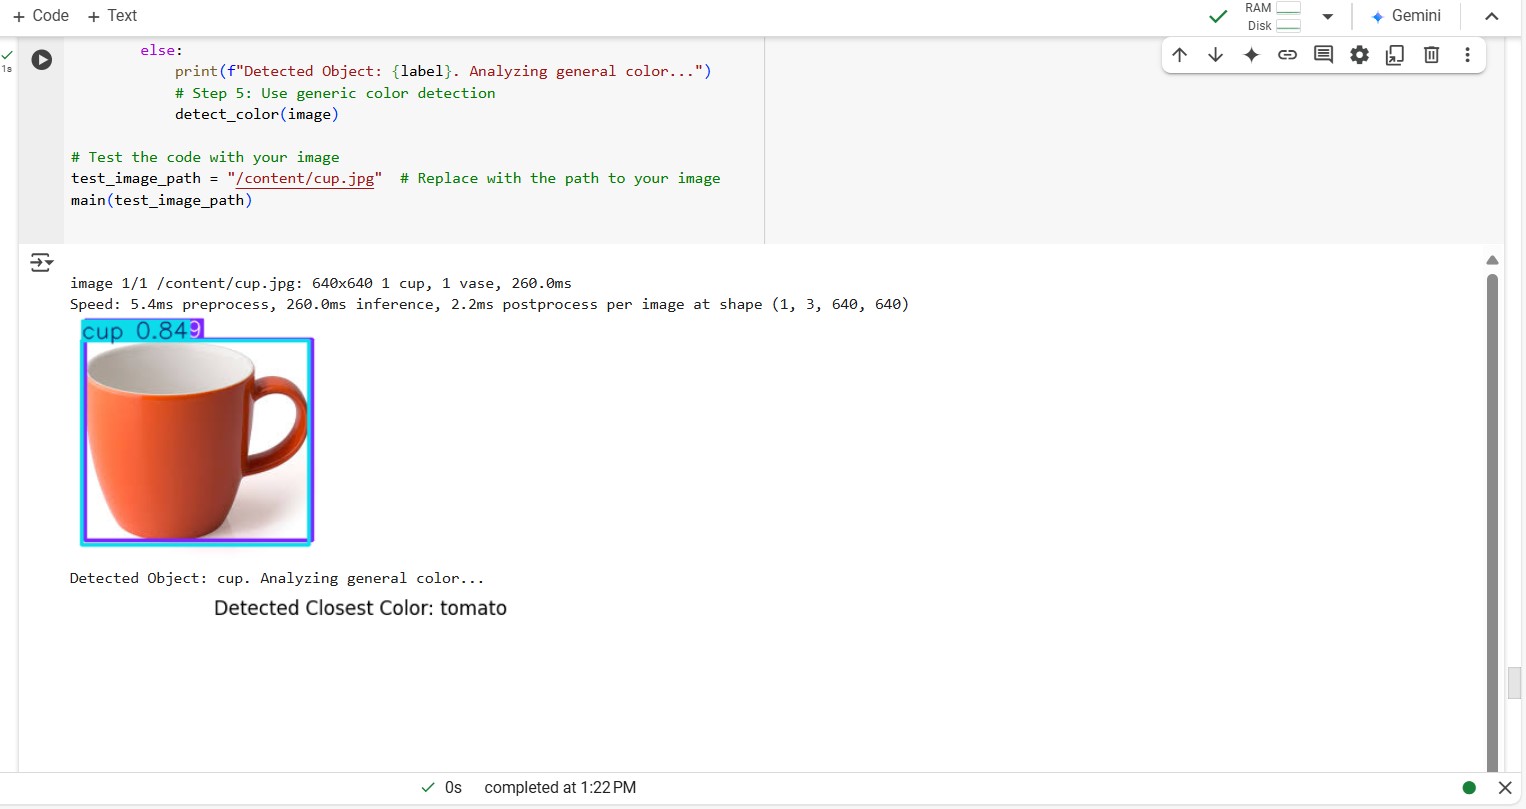 + Code + Text
RAM
Disk
Gemini
1s
else:
print(f"Detected Object: {label}. Analyzing general color...")
# Step 5: Use generic color detection
detect_color(image)
# Test the code with your image
test_image_path = "/content/cup.jpg"  # Replace with the path to your image
main(test_image_path)
image 1/1 /content/cup.jpg: 640x640 1 cup, 1 vase, 260.0ms
Speed: 5.4ms preprocess, 260.0ms inference, 2.2ms postprocess per image at shape (1, 3, 640, 640)
cup 0.84
Detected Object: cup. Analyzing general color...
Detected Closest Color: tomato
0s completed at 1:22 PM